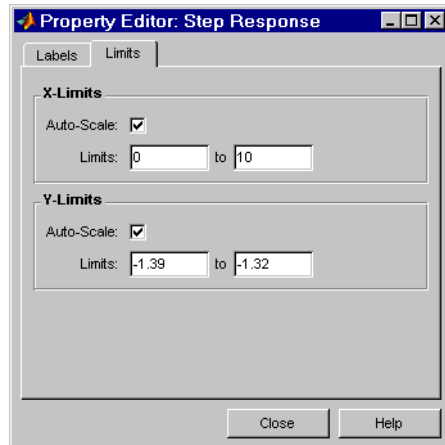 Property Editor: Step Response
Labels Limits
X-Limits
Auto-Scale:
Limits: 0 to 10
Y-Limits
Auto-Scale:
Limits: -1.39 to -1.32
Close Help